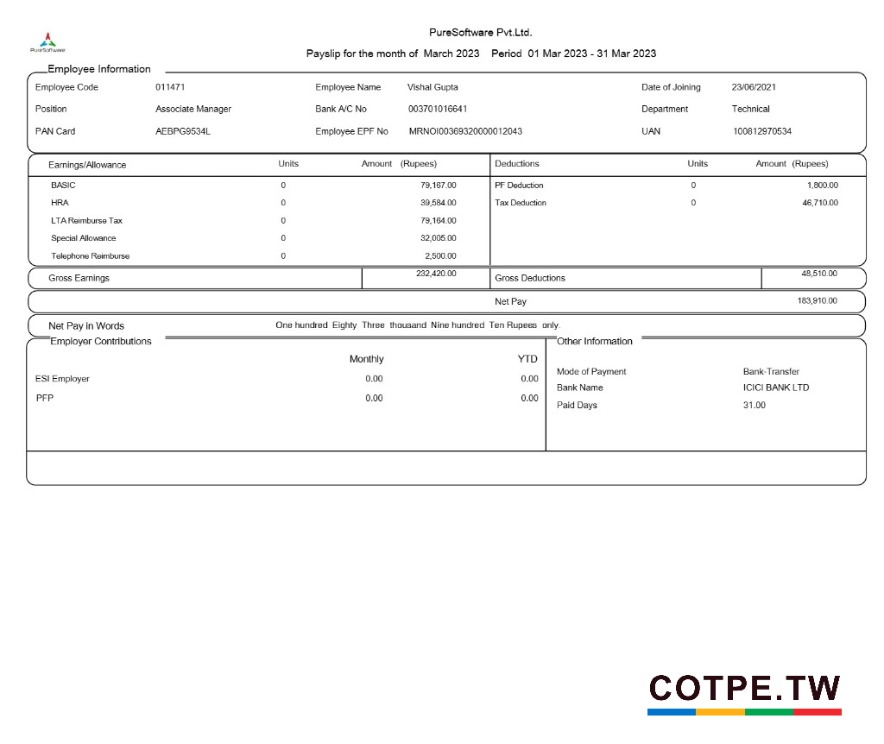 PureSoftware Pvt.Ltd.
PureSoftware
Payslip for the month of March 2023 Period 01 Mar 2023 - 31 Mar 2023
Employee Information
Employee Code 011471 Employee Name Vishal Gupta Date of Joining 23/06/2021
Position Associate Manager Bank A/C No 003701016641 Department Technical
PAN Card AEBPG9534L Employee EPF No MRNOI00369320000012043 UAN 100812970534
Earnings/Allowance Units Amount (Rupees) Deductions Units Amount (Rupees)
BASIC 0 79,167.00 PF Deduction 0 1,800.00
HRA 0 39,584.00 Tax Deduction 0 46,710.00
LTA Reimburse Tax 0 79,164.00
Special Allowance 0 32,005.00
Telephone Reimburse 0 2,500.00
Gross Earnings 232,420.00 Gross Deductions 48,510.00
Net Pay 183,910.00
Net Pay in Words One hundred Eighty Three thousand Nine hundred Ten Rupees only.
Employer Contributions Other Information
Monthly YTD
Mode of Payment Bank-Transfer
ESI Employer 0.00 0.00
Bank Name ICICI BANK LTD
PFP 0.00 0.00
Paid Days 31.00
COTPE.TW